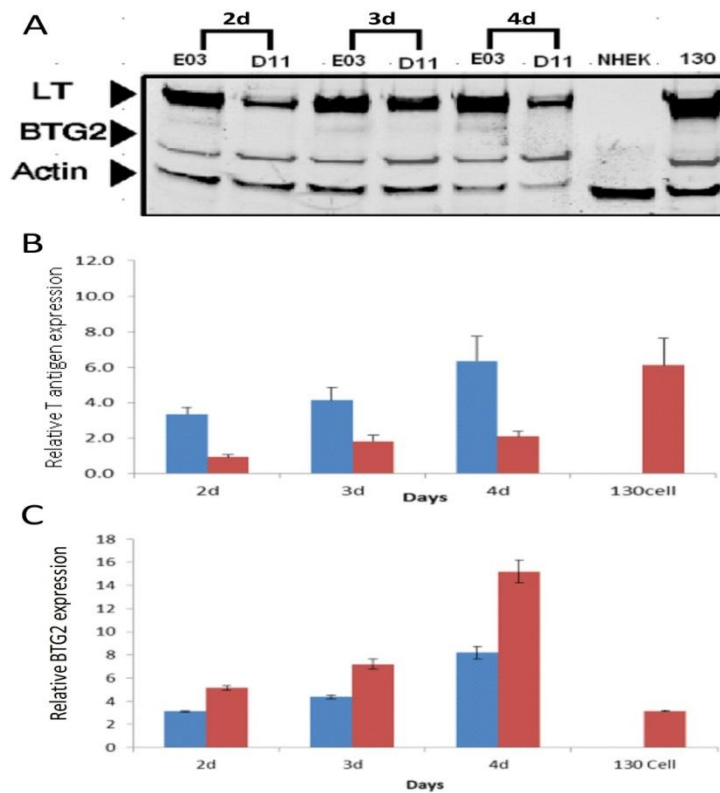 A
2d 3d 4d
E03 D11 E03 D11 E03 D11 NHEK 130
LT
BTG2
Actin
B
Relative T antigen expression
12.0
10.0
8.0
6.0
4.0
2.0
0.0
2d 3d 4d 130cell
Days
C
Relative BTG2 expression
18
16
14
12
10
8
6
4
2
0
2d 3d 4d 130 Cell
Days